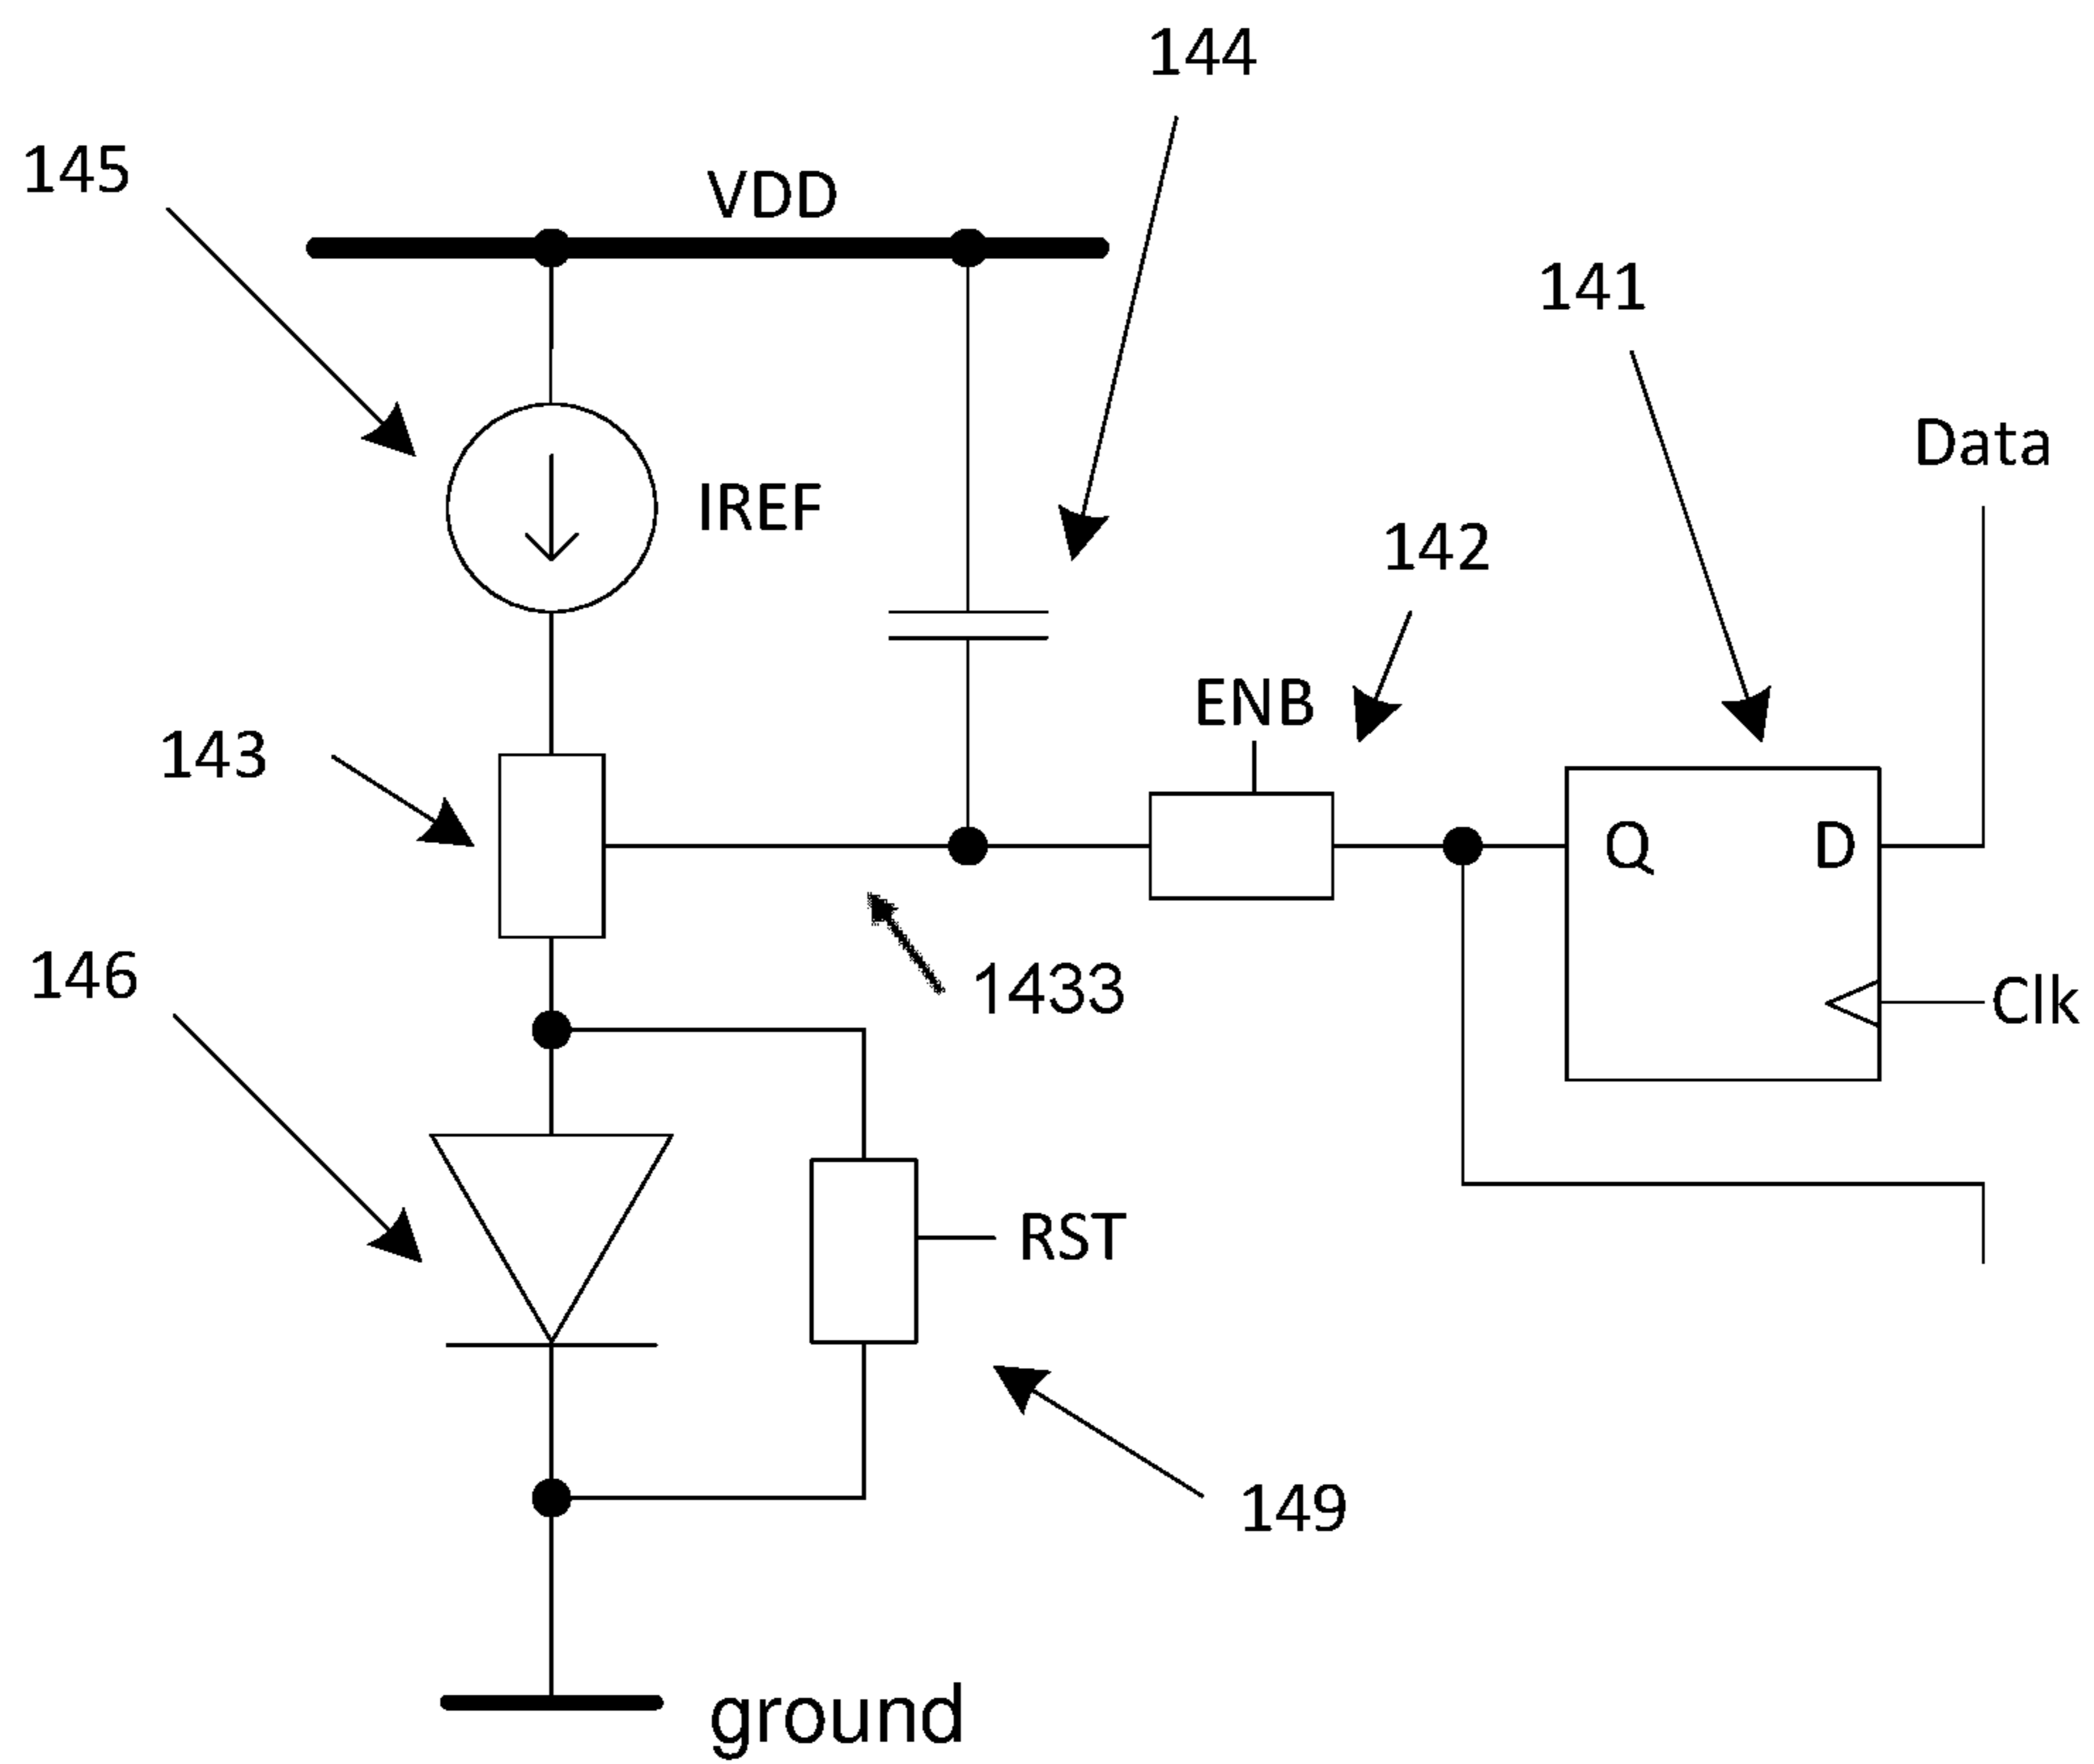 144
145
VDD
141
Data
IREF
142
ENB
143
Q
D
146
1433
Clk
RST
149
ground